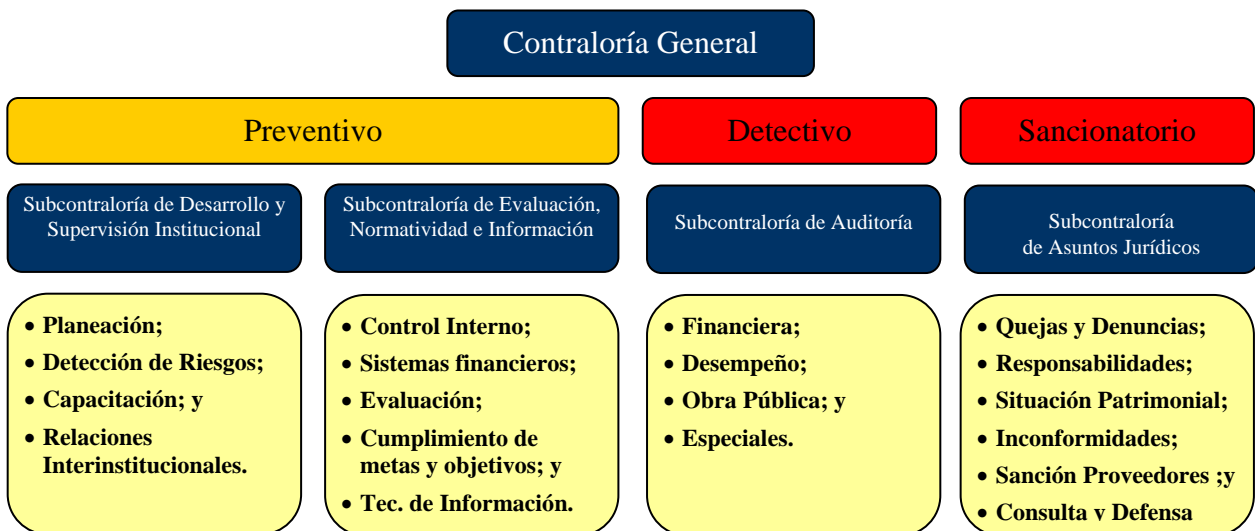 Contraloría General
Preventivo
Detectivo
Sancionatorio
Subcontraloría de Desarrollo y
Supervisión Institucional
Subcontraloría de Evaluación,
Normatividad e Información
Subcontraloría de Auditoría
Subcontraloría
de Asuntos Jurídicos
• Planeación;
• Detección de Riesgos;
• Capacitación; y
• Relaciones
Interinstitucionales.
• Control Interno;
• Sistemas financieros;
• Evaluación;
• Cumplimiento de
metas y objetivos; y
• Tec. de Información.
• Financiera;
• Desempeño;
• Obra Pública; y
• Especiales.
• Quejas y Denuncias;
• Responsabilidades;
• Situación Patrimonial;
• Inconformidades;
• Sanción Proveedores ;y
• Consulta y Defensa